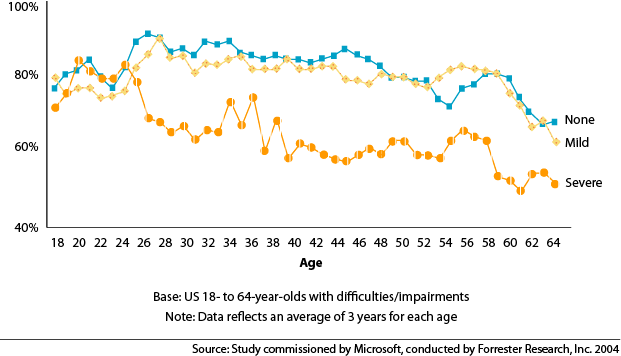 100%
80%
60%
40%
None
Mild
Severe
18 20 22 24 26 28 30 32 34 36 38 40 42 44 46 48 50 52 54 56 58 60 62 64
Age
Base: US 18- to 64-year-olds with difficulties/impairments
Note: Data reflects an average of 3 years for each age
Source: Study commissioned by Microsoft, conducted by Forrester Research, Inc. 2004